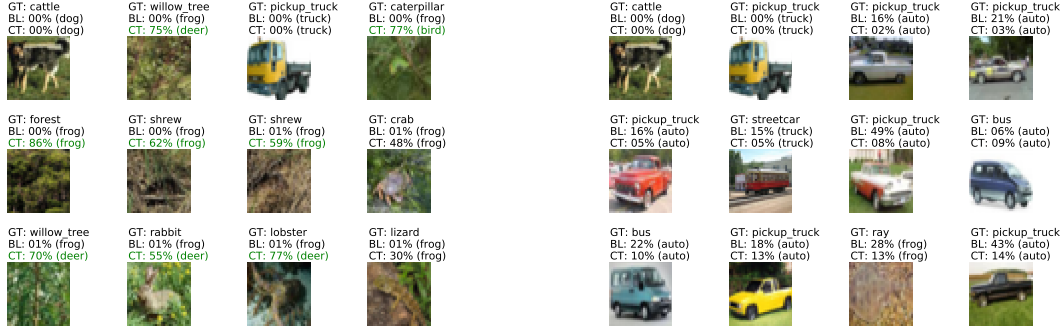 GT: cattle
BL: 00% (dog)
CT: 00% (dog)
GT: willow_tree
BL: 00% (frog)
CT: 75% (deer)
GT: pickup_truck
BL: 00% (truck)
CT: 00% (truck)
GT: caterpillar
BL: 00% (frog)
CT: 77% (bird)
GT: forest
BL: 00% (frog)
CT: 86% (frog)
GT: shrew
BL: 00% (frog)
CT: 62% (frog)
GT: shrew
BL: 01% (frog)
CT: 59% (frog)
GT: crab
BL: 01% (frog)
CT: 48% (frog)
GT: willow_tree
BL: 01% (frog)
CT: 70% (deer)
GT: rabbit
BL: 01% (frog)
CT: 55% (deer)
GT: lobster
BL: 01% (frog)
CT: 77% (deer)
GT: lizard
BL: 01% (frog)
CT: 30% (frog)
GT: cattle
BL: 00% (dog)
CT: 00% (dog)
GT: pickup_truck
BL: 00% (truck)
CT: 00% (truck)
GT: pickup_truck
BL: 16% (auto)
CT: 02% (auto)
GT: pickup_truck
BL: 21% (auto)
CT: 03% (auto)
GT: pickup_truck
BL: 16% (auto)
CT: 05% (auto)
GT: streetcar
BL: 15% (truck)
CT: 05% (truck)
GT: pickup_truck
BL: 49% (auto)
CT: 08% (auto)
GT: bus
BL: 06% (auto)
CT: 09% (auto)
GT: bus
BL: 22% (auto)
CT: 10% (auto)
GT: pickup_truck
BL: 18% (auto)
CT: 13% (auto)
GT: ray
BL: 28% (frog)
CT: 13% (frog)
GT: pickup_truck
BL: 43% (auto)
CT: 14% (auto)